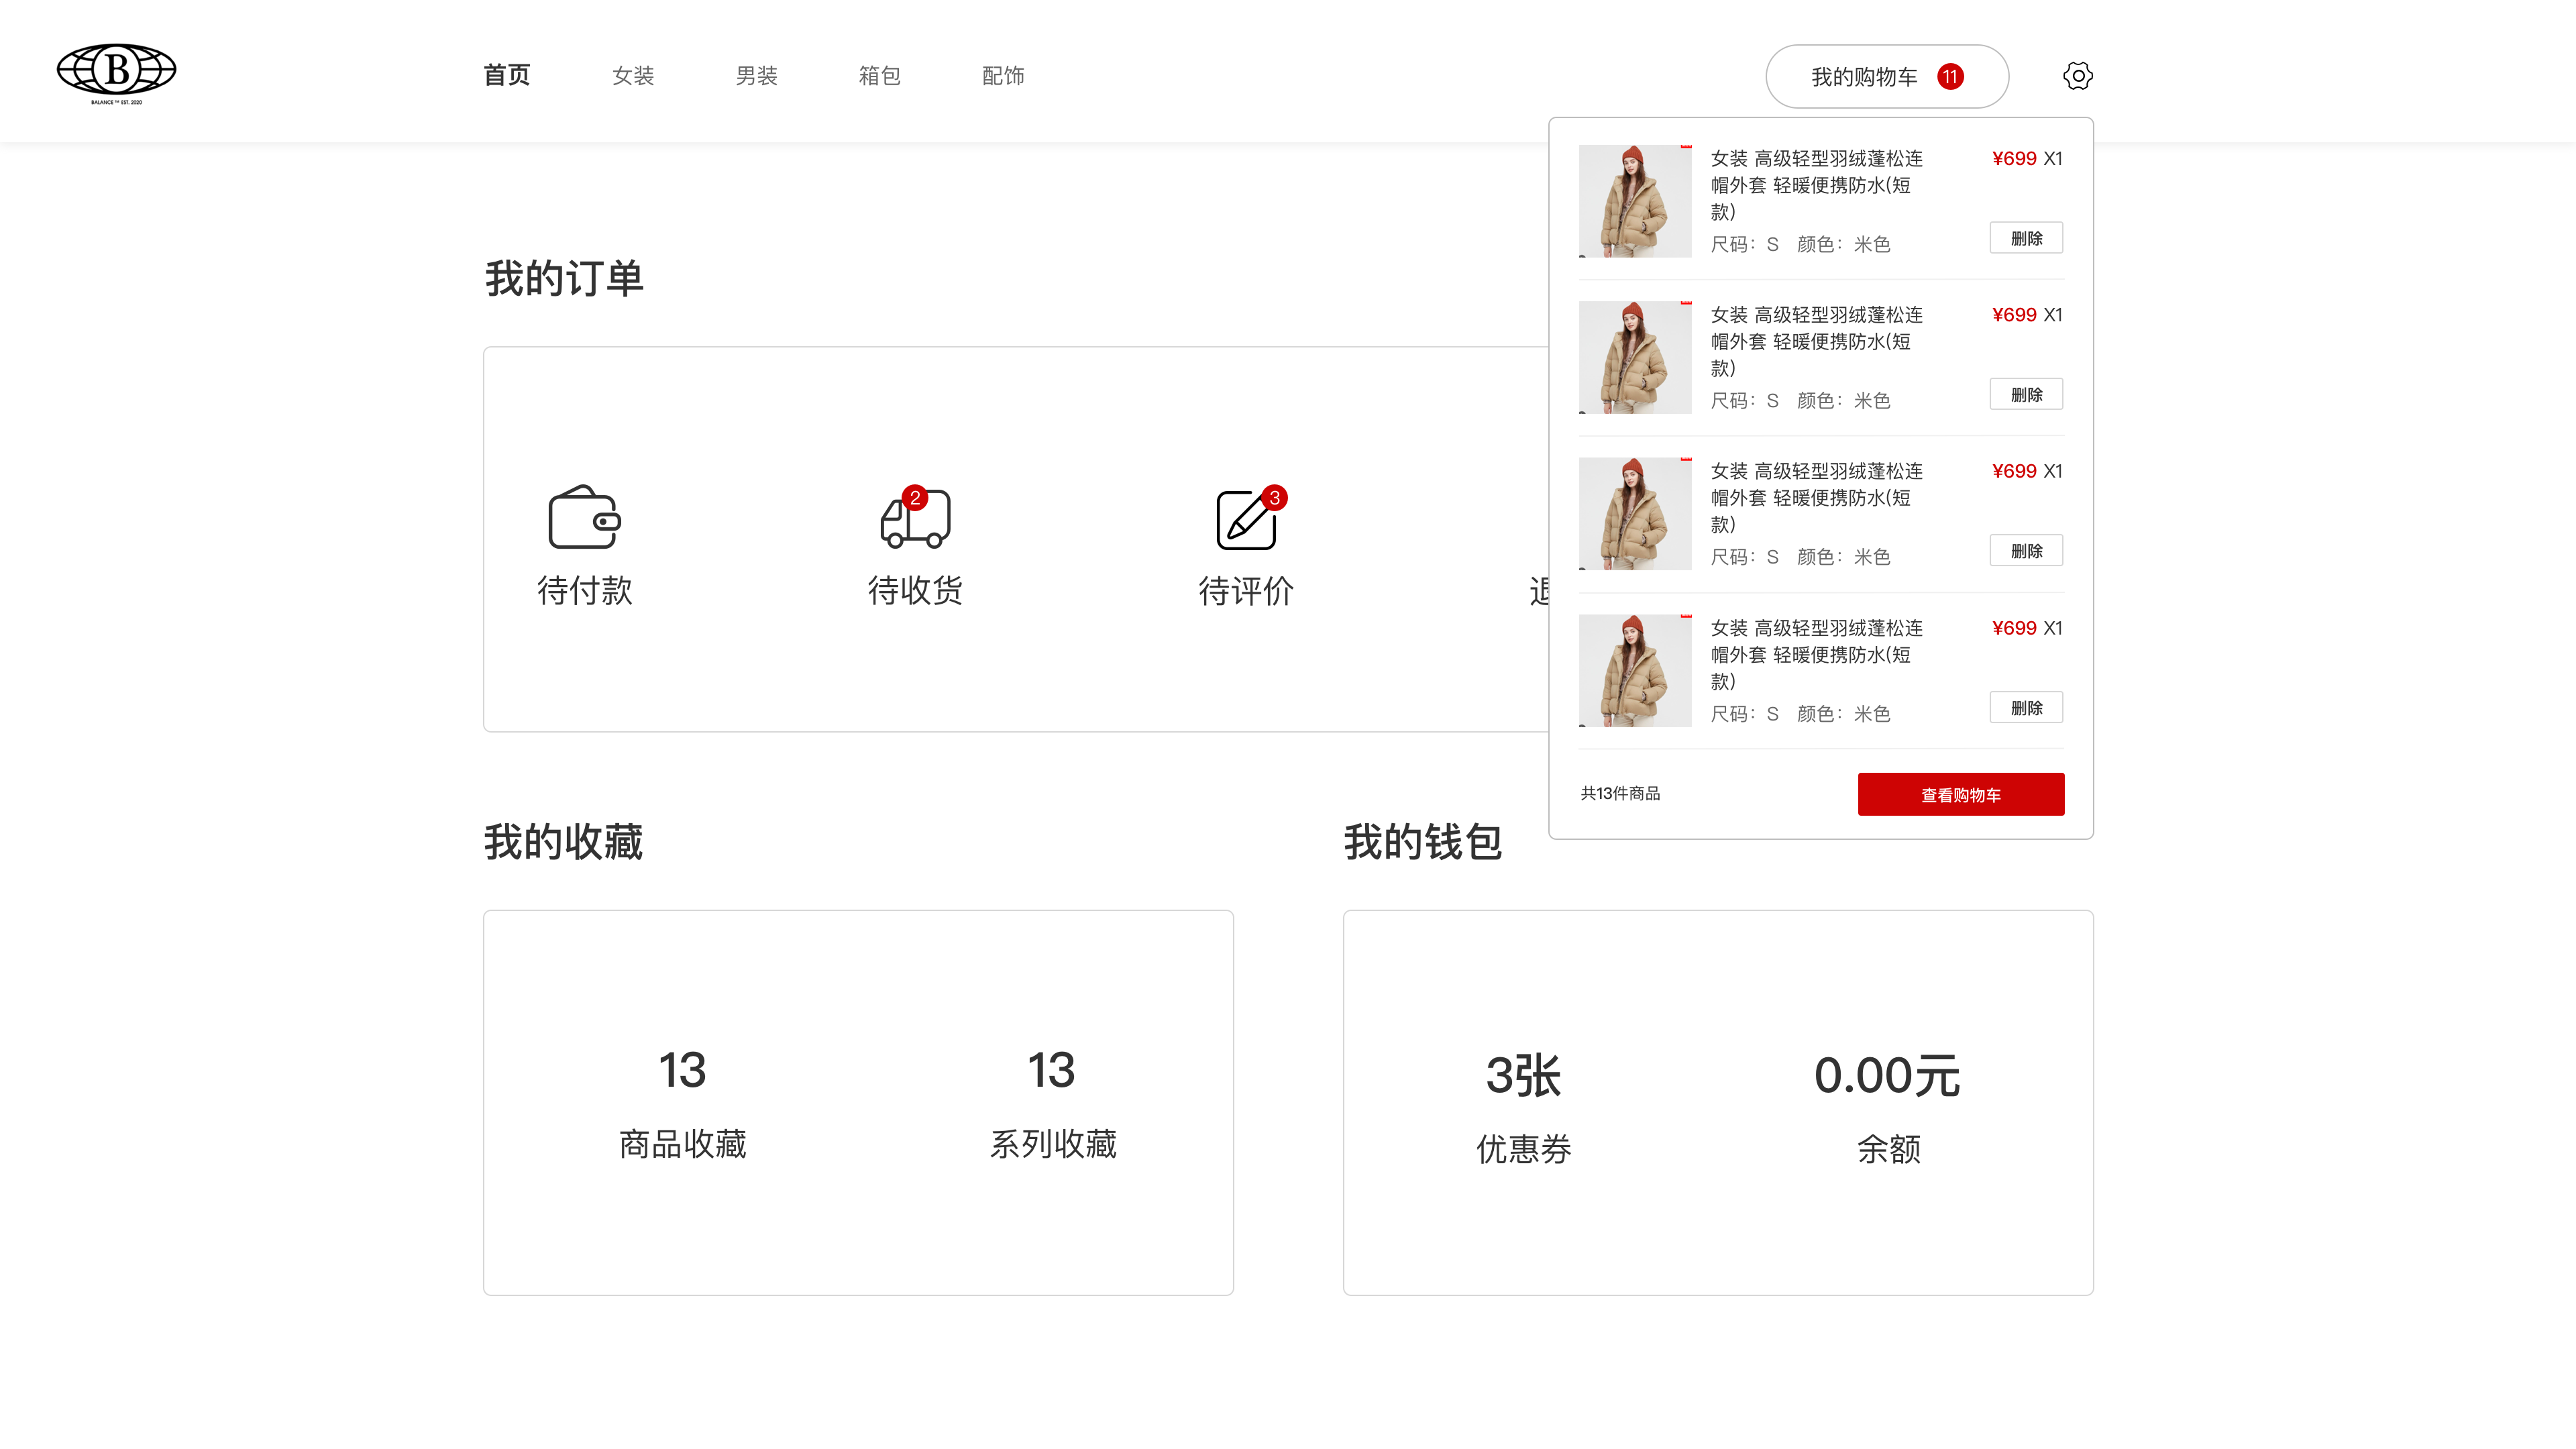 B
BALANCE™ EST. 2020
首页
女装
男装
箱包
配饰
我的购物车 11
女装 高级轻型羽绒蓬松连
帽外套 轻暖便携防水(短
款)
尺码：S 颜色：米色
¥699 X1
删除
女装 高级轻型羽绒蓬松连
帽外套 轻暖便携防水(短
款)
尺码：S 颜色：米色
¥699 X1
删除
女装 高级轻型羽绒蓬松连
帽外套 轻暖便携防水(短
款)
尺码：S 颜色：米色
¥699 X1
删除
女装 高级轻型羽绒蓬松连
帽外套 轻暖便携防水(短
款)
尺码：S 颜色：米色
¥699 X1
删除
共13件商品
查看购物车
我的订单
待付款
2
待收货
3
待评价
我的收藏
13
商品收藏
13
系列收藏
我的钱包
3张
优惠券
0.00元
余额